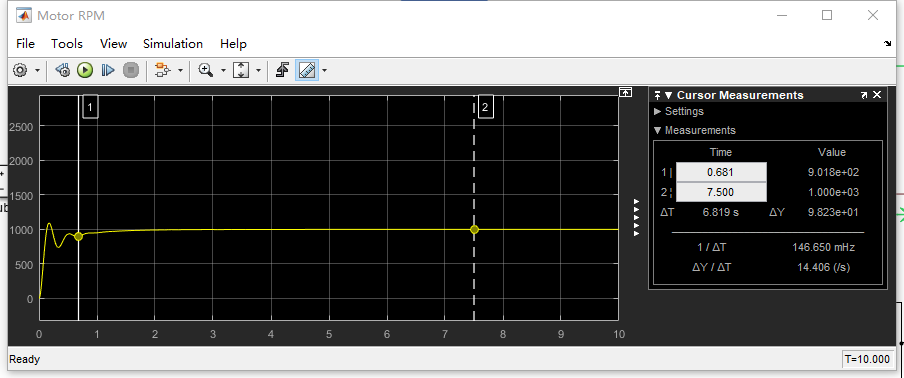 Motor RPM
File Tools View Simulation Help
1
2
2500
2000
1500
1000
500
0
0 1 2 3 4 5 6 7 8 9 10
Cursor Measurements
Settings
Measurements
Time Value
1 | 0.681 9.018e+02
2 ¦ 7.500 1.000e+03
ΔT 6.819 s ΔY 9.823e+01
1 / ΔT 146.650 mHz
ΔY / ΔT 14.406 (/s)
Ready T=10.000